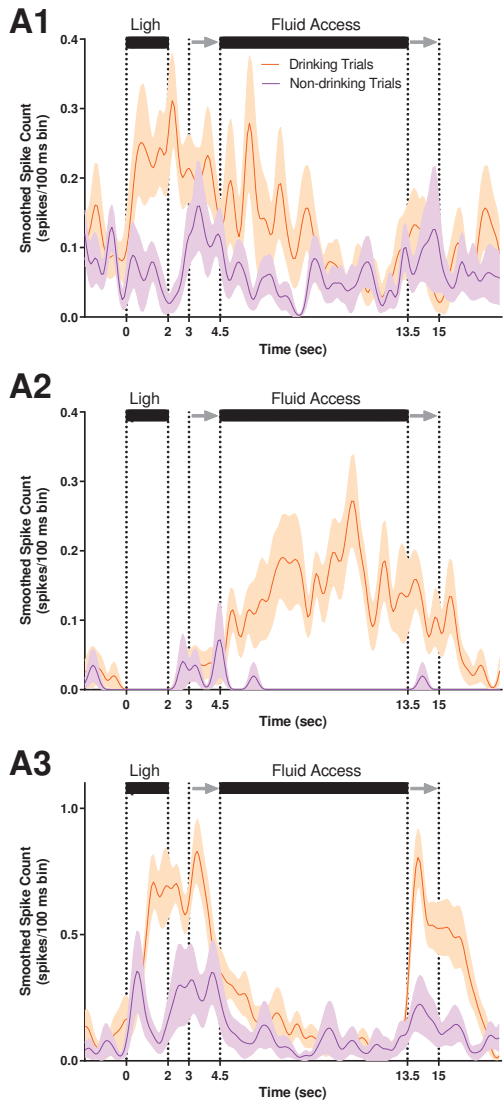 A1
Ligh Fluid Access
Drinking Trials
Non-drinking Trials
Smoothed Spike Count
(spikes/100 ms bin)
0.4
0.3
0.2
0.1
0.0
0 2 3 4.5 13.5 15
Time (sec)
A2
Ligh Fluid Access
Smoothed Spike Count
(spikes/100 ms bin)
0.4
0.3
0.2
0.1
0.0
0 2 3 4.5 13.5 15
Time (sec)
A3
Ligh Fluid Access
Smoothed Spike Count
(spikes/100 ms bin)
1.0
0.5
0.0
0 2 3 4.5 13.5 15
Time (sec)